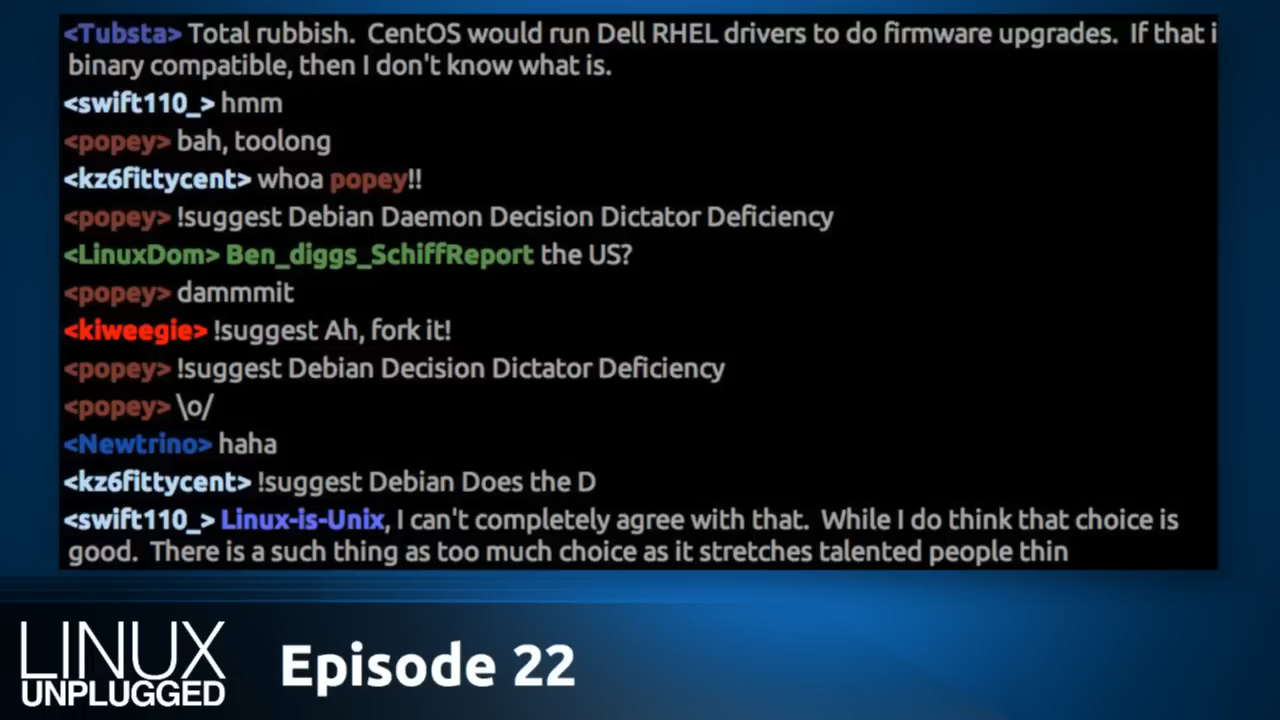 <Tubsta> Total rubbish.  CentOS would run Dell RHEL drivers to do firmware upgrades.  If that i
binary compatible, then I don't know what is.
<swift110_> hmm
<popey> bah, toolong
<kz6fittycent> whoa popey!!
<popey> !suggest Debian Daemon Decision Dictator Deficiency
<LinuxDom> Ben_diggs_SchiffReport the US?
<popey> dammmit
<kiweegie> !suggest Ah, fork it!
<popey> !suggest Debian Decision Dictator Deficiency
<popey> \o/
<Newtrino> haha
<kz6fittycent> !suggest Debian Does the D
<swift110_> Linux-is-Unix, I can't completely agree with that.  While I do think that choice is
good.  There is a such thing as too much choice as it stretches talented people thin
LINUX
UNPLUGGED
Episode 22